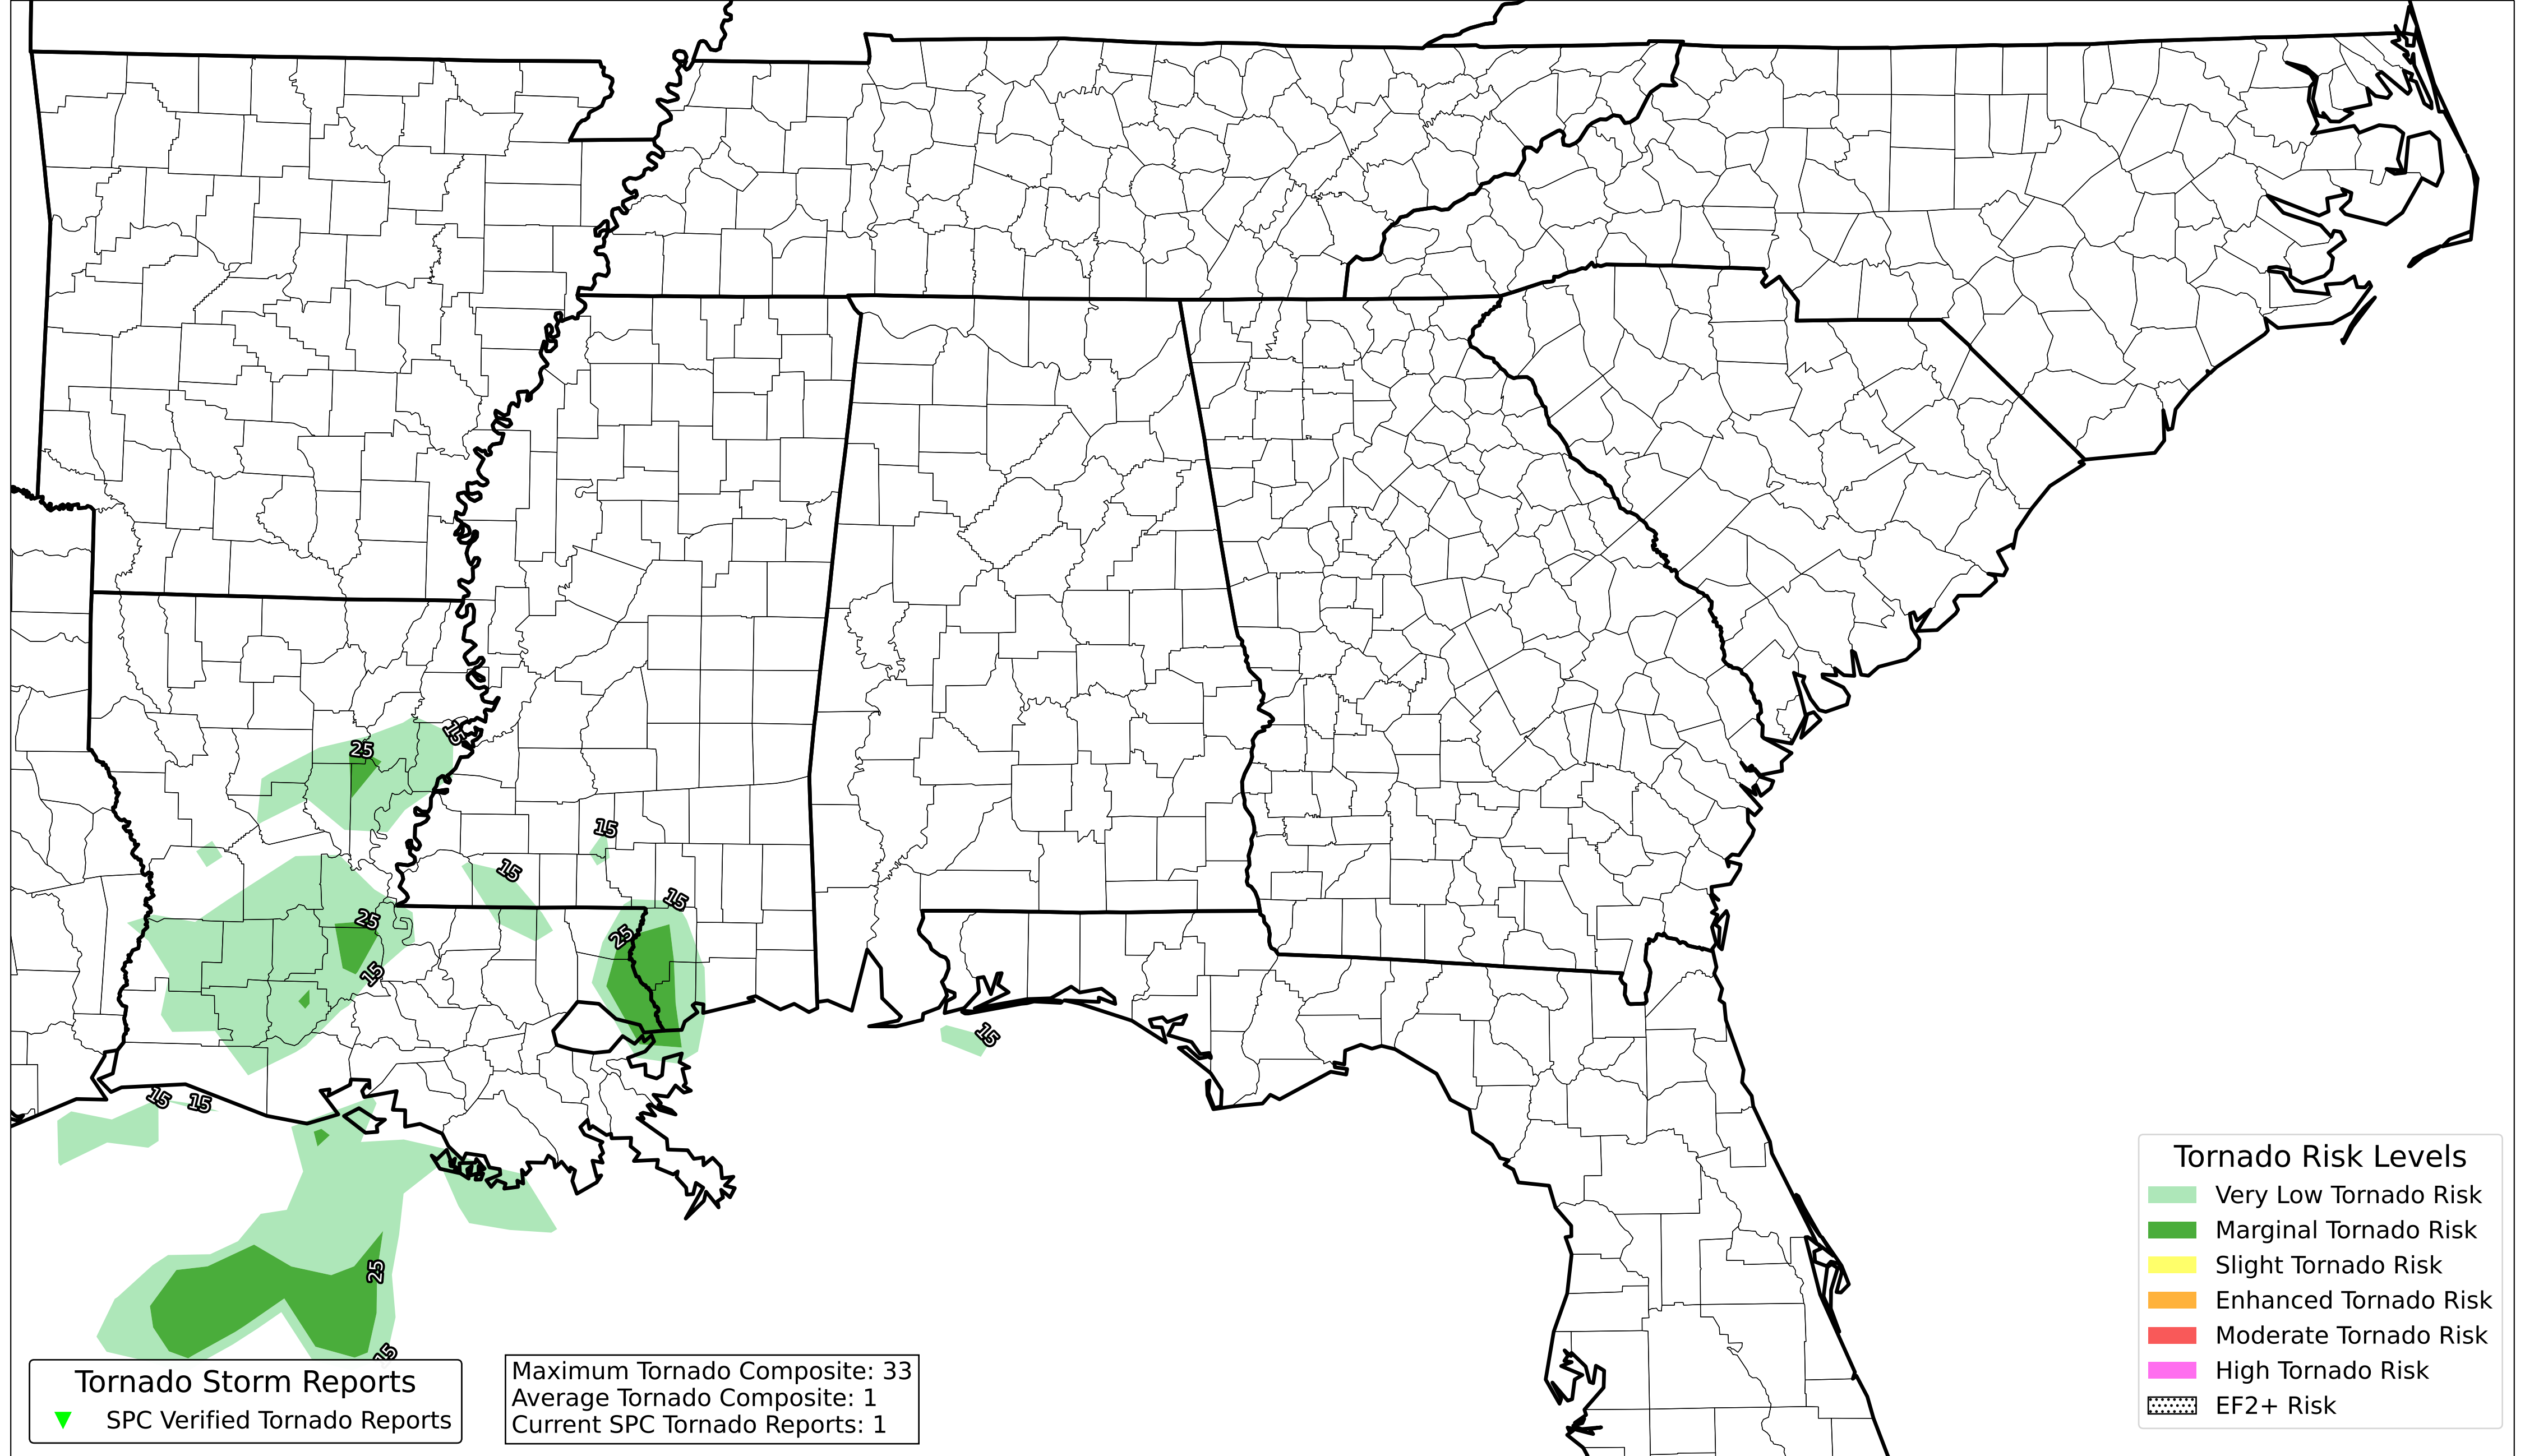 25
15
15
15
15
25
25
15
15
15
15
25
15
Tornado Storm Reports
SPC Verified Tornado Reports
Maximum Tornado Composite: 33
Average Tornado Composite: 1
Current SPC Tornado Reports: 1
Tornado Risk Levels
Very Low Tornado Risk
Marginal Tornado Risk
Slight Tornado Risk
Enhanced Tornado Risk
Moderate Tornado Risk
High Tornado Risk
EF2+ Risk